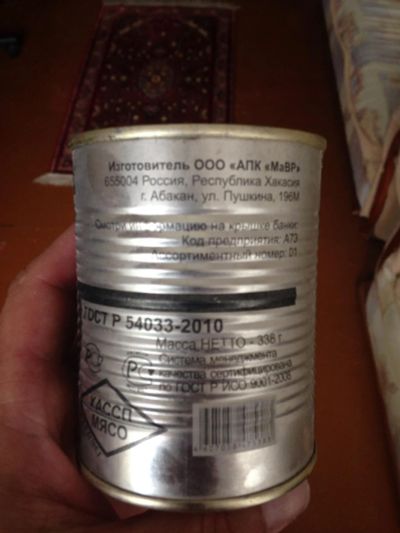 Изготовитель ООО «АПК «МаВР»
655004 Россия, Республика Хакасия
г. Абакан, ул. Пушкина, 196М
Смотри информацию на крышке банки:
Код предприятия: А73
Ассортиментный номер: 01
ГОСТ Р 54033-2010
Масса НЕТТО - 338 г.
Система менеджмента
качества сертифицирована
по ГОСТ Р ИСО 9001-2008
КАССП
МЯСО